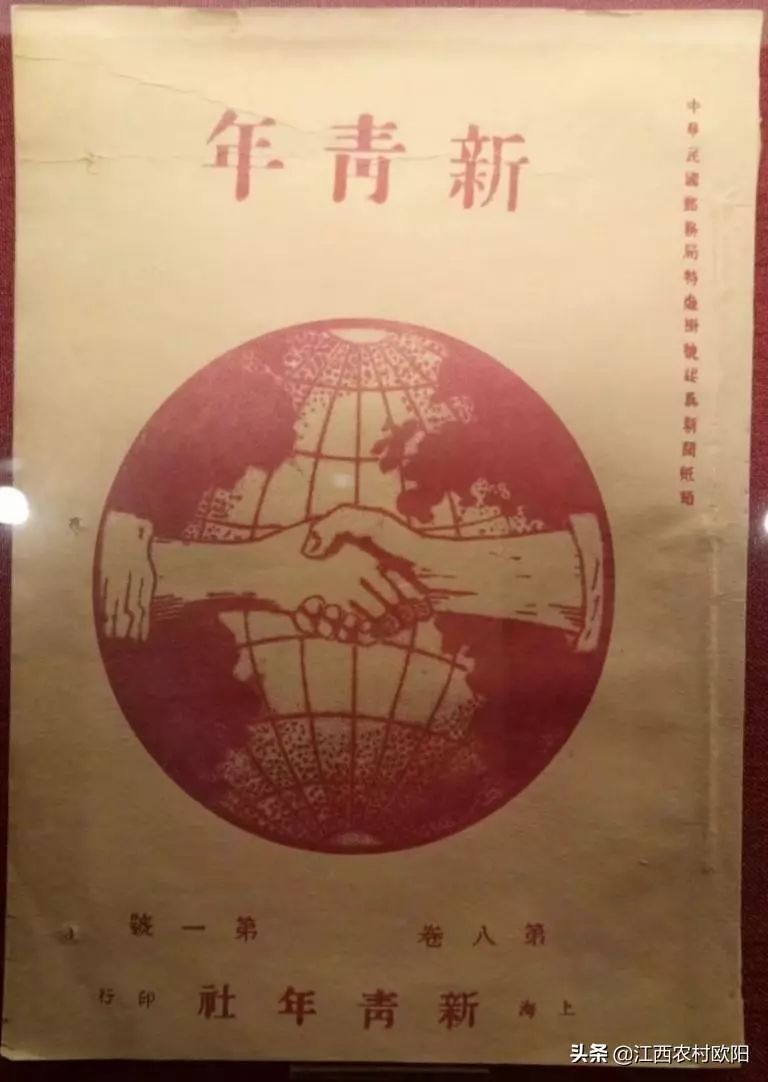 新青年
中華民國郵務局特准掛號認爲新聞紙類
第八卷 第一號
上海新青年社印行
头条 @江西农村欧阳